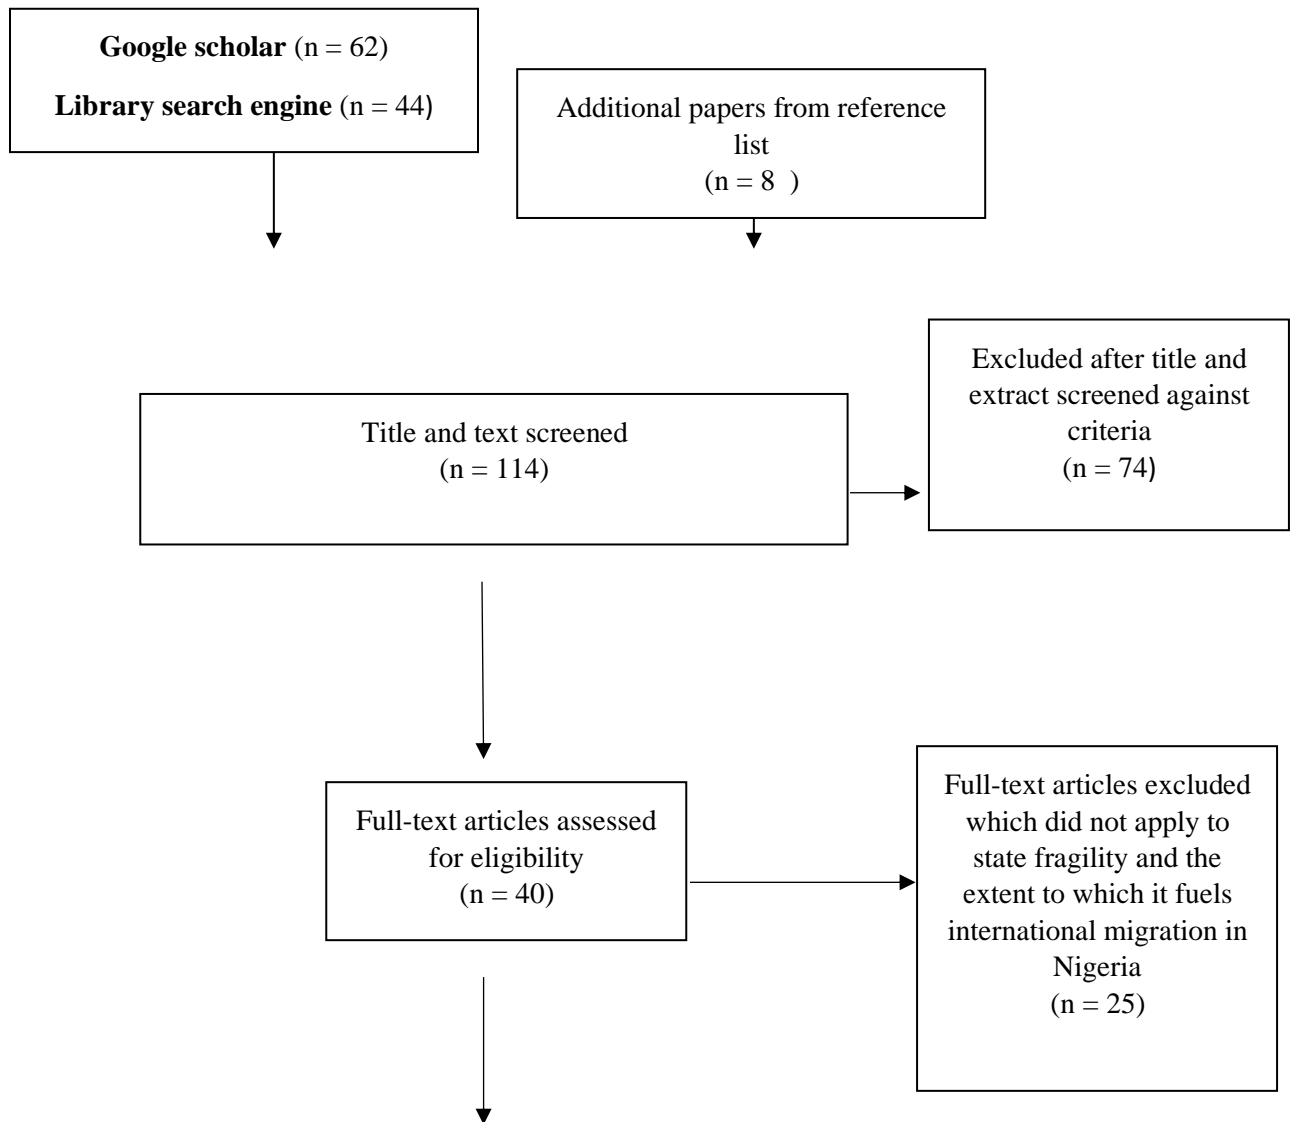 Google scholar (n = 62)
Library search engine (n = 44)
Additional papers from reference
list
(n = 8  )
Title and text screened
(n = 114)
Excluded after title and
extract screened against
criteria
(n = 74)
Full-text articles assessed
for eligibility
(n = 40)
Full-text articles excluded
which did not apply to
state fragility and the
extent to which it fuels
international migration in
Nigeria
(n = 25)